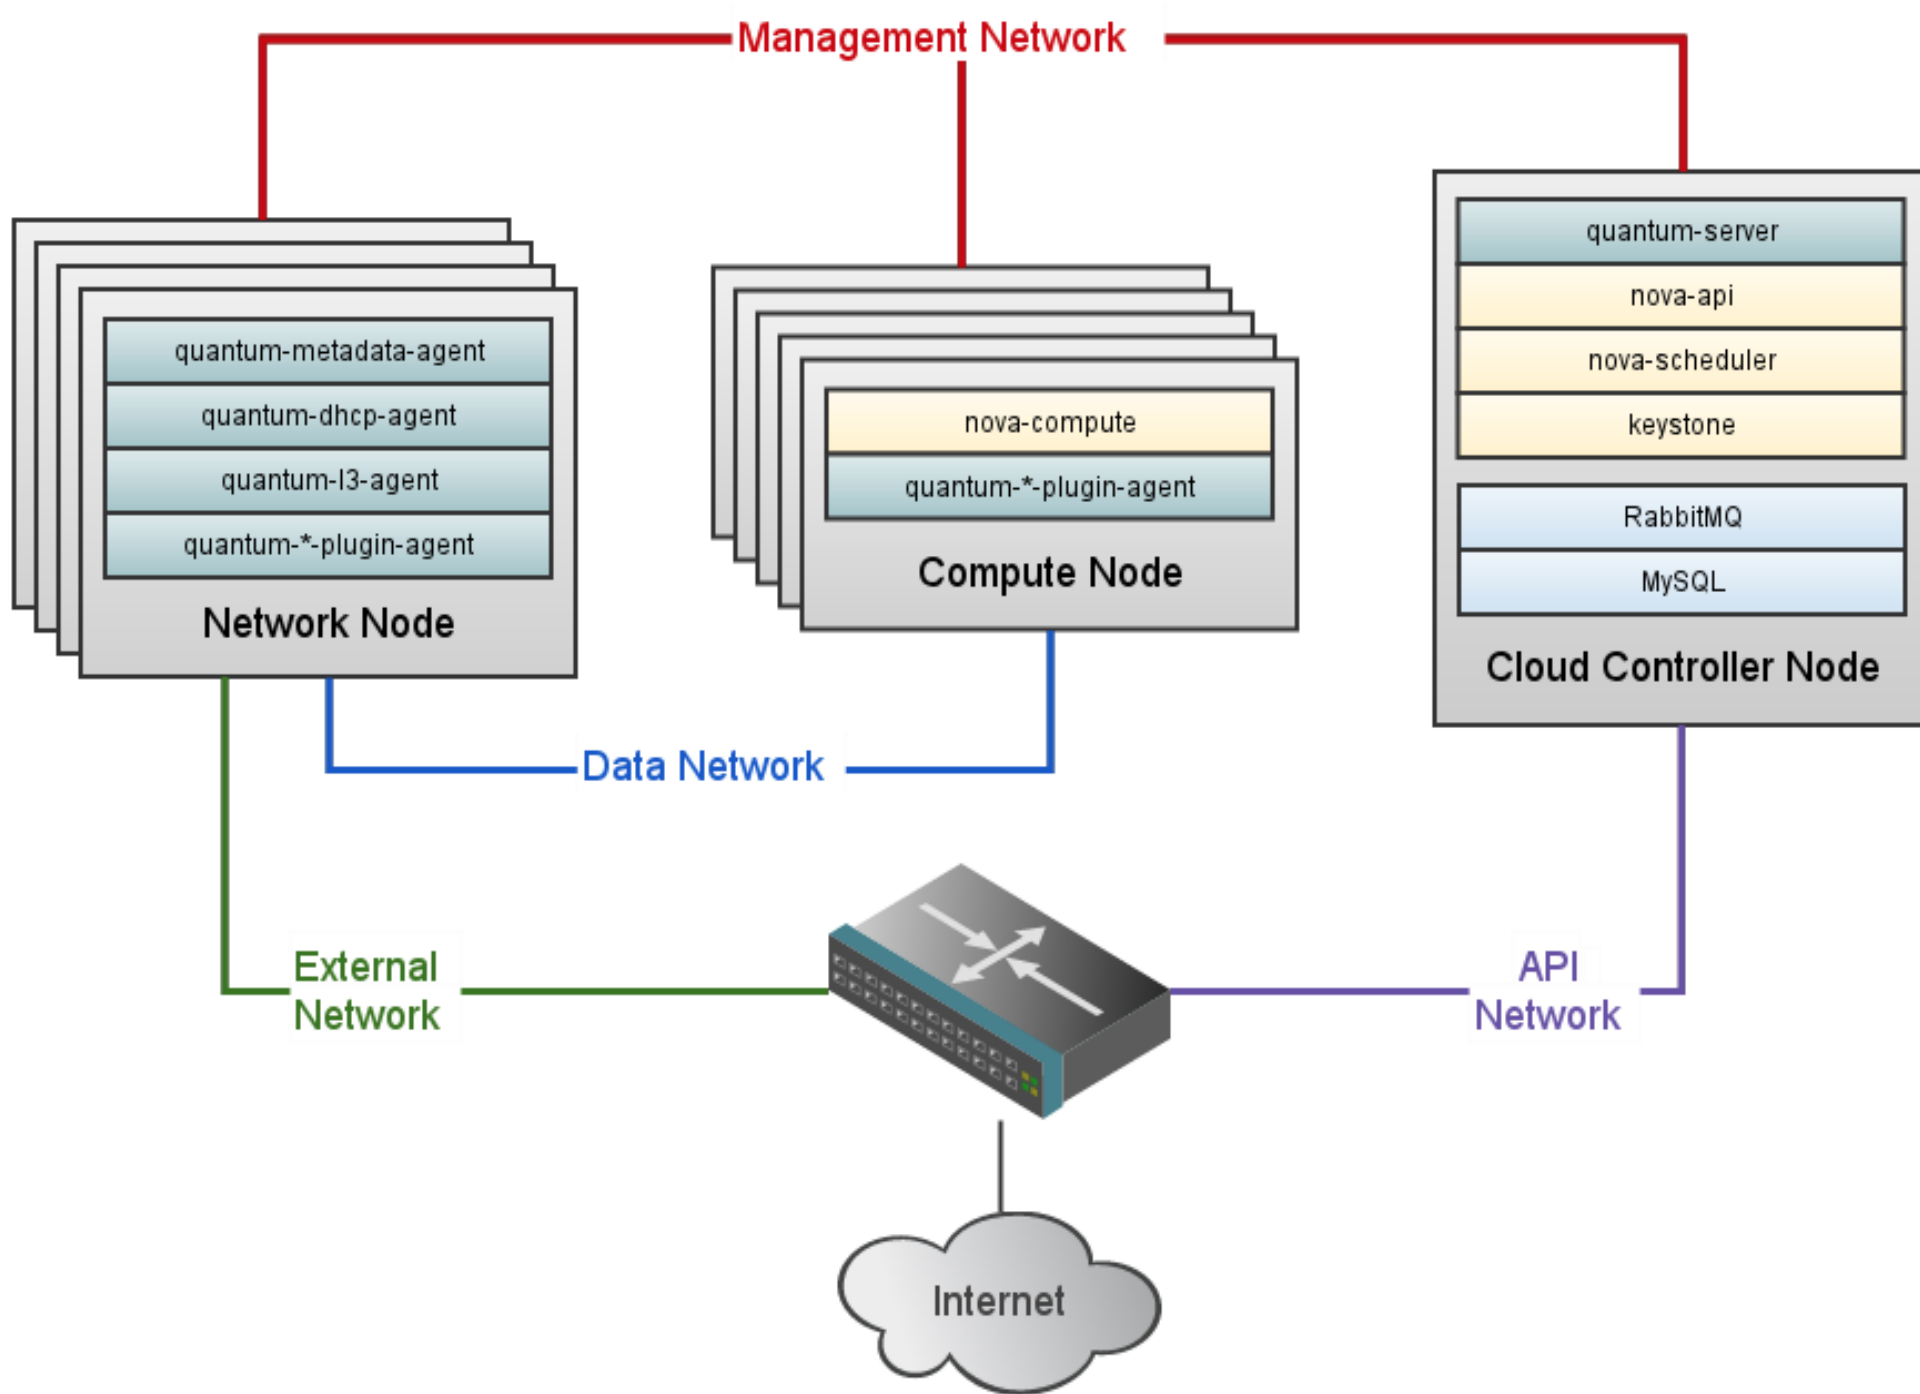 Management Network
quantum-metadata-agent
quantum-dhcp-agent
quantum-l3-agent
quantum-*-plugin-agent
Network Node
nova-compute
quantum-*-plugin-agent
Compute Node
quantum-server
nova-api
nova-scheduler
keystone
RabbitMQ
MySQL
Cloud Controller Node
Data Network
External
Network
API
Network
Internet